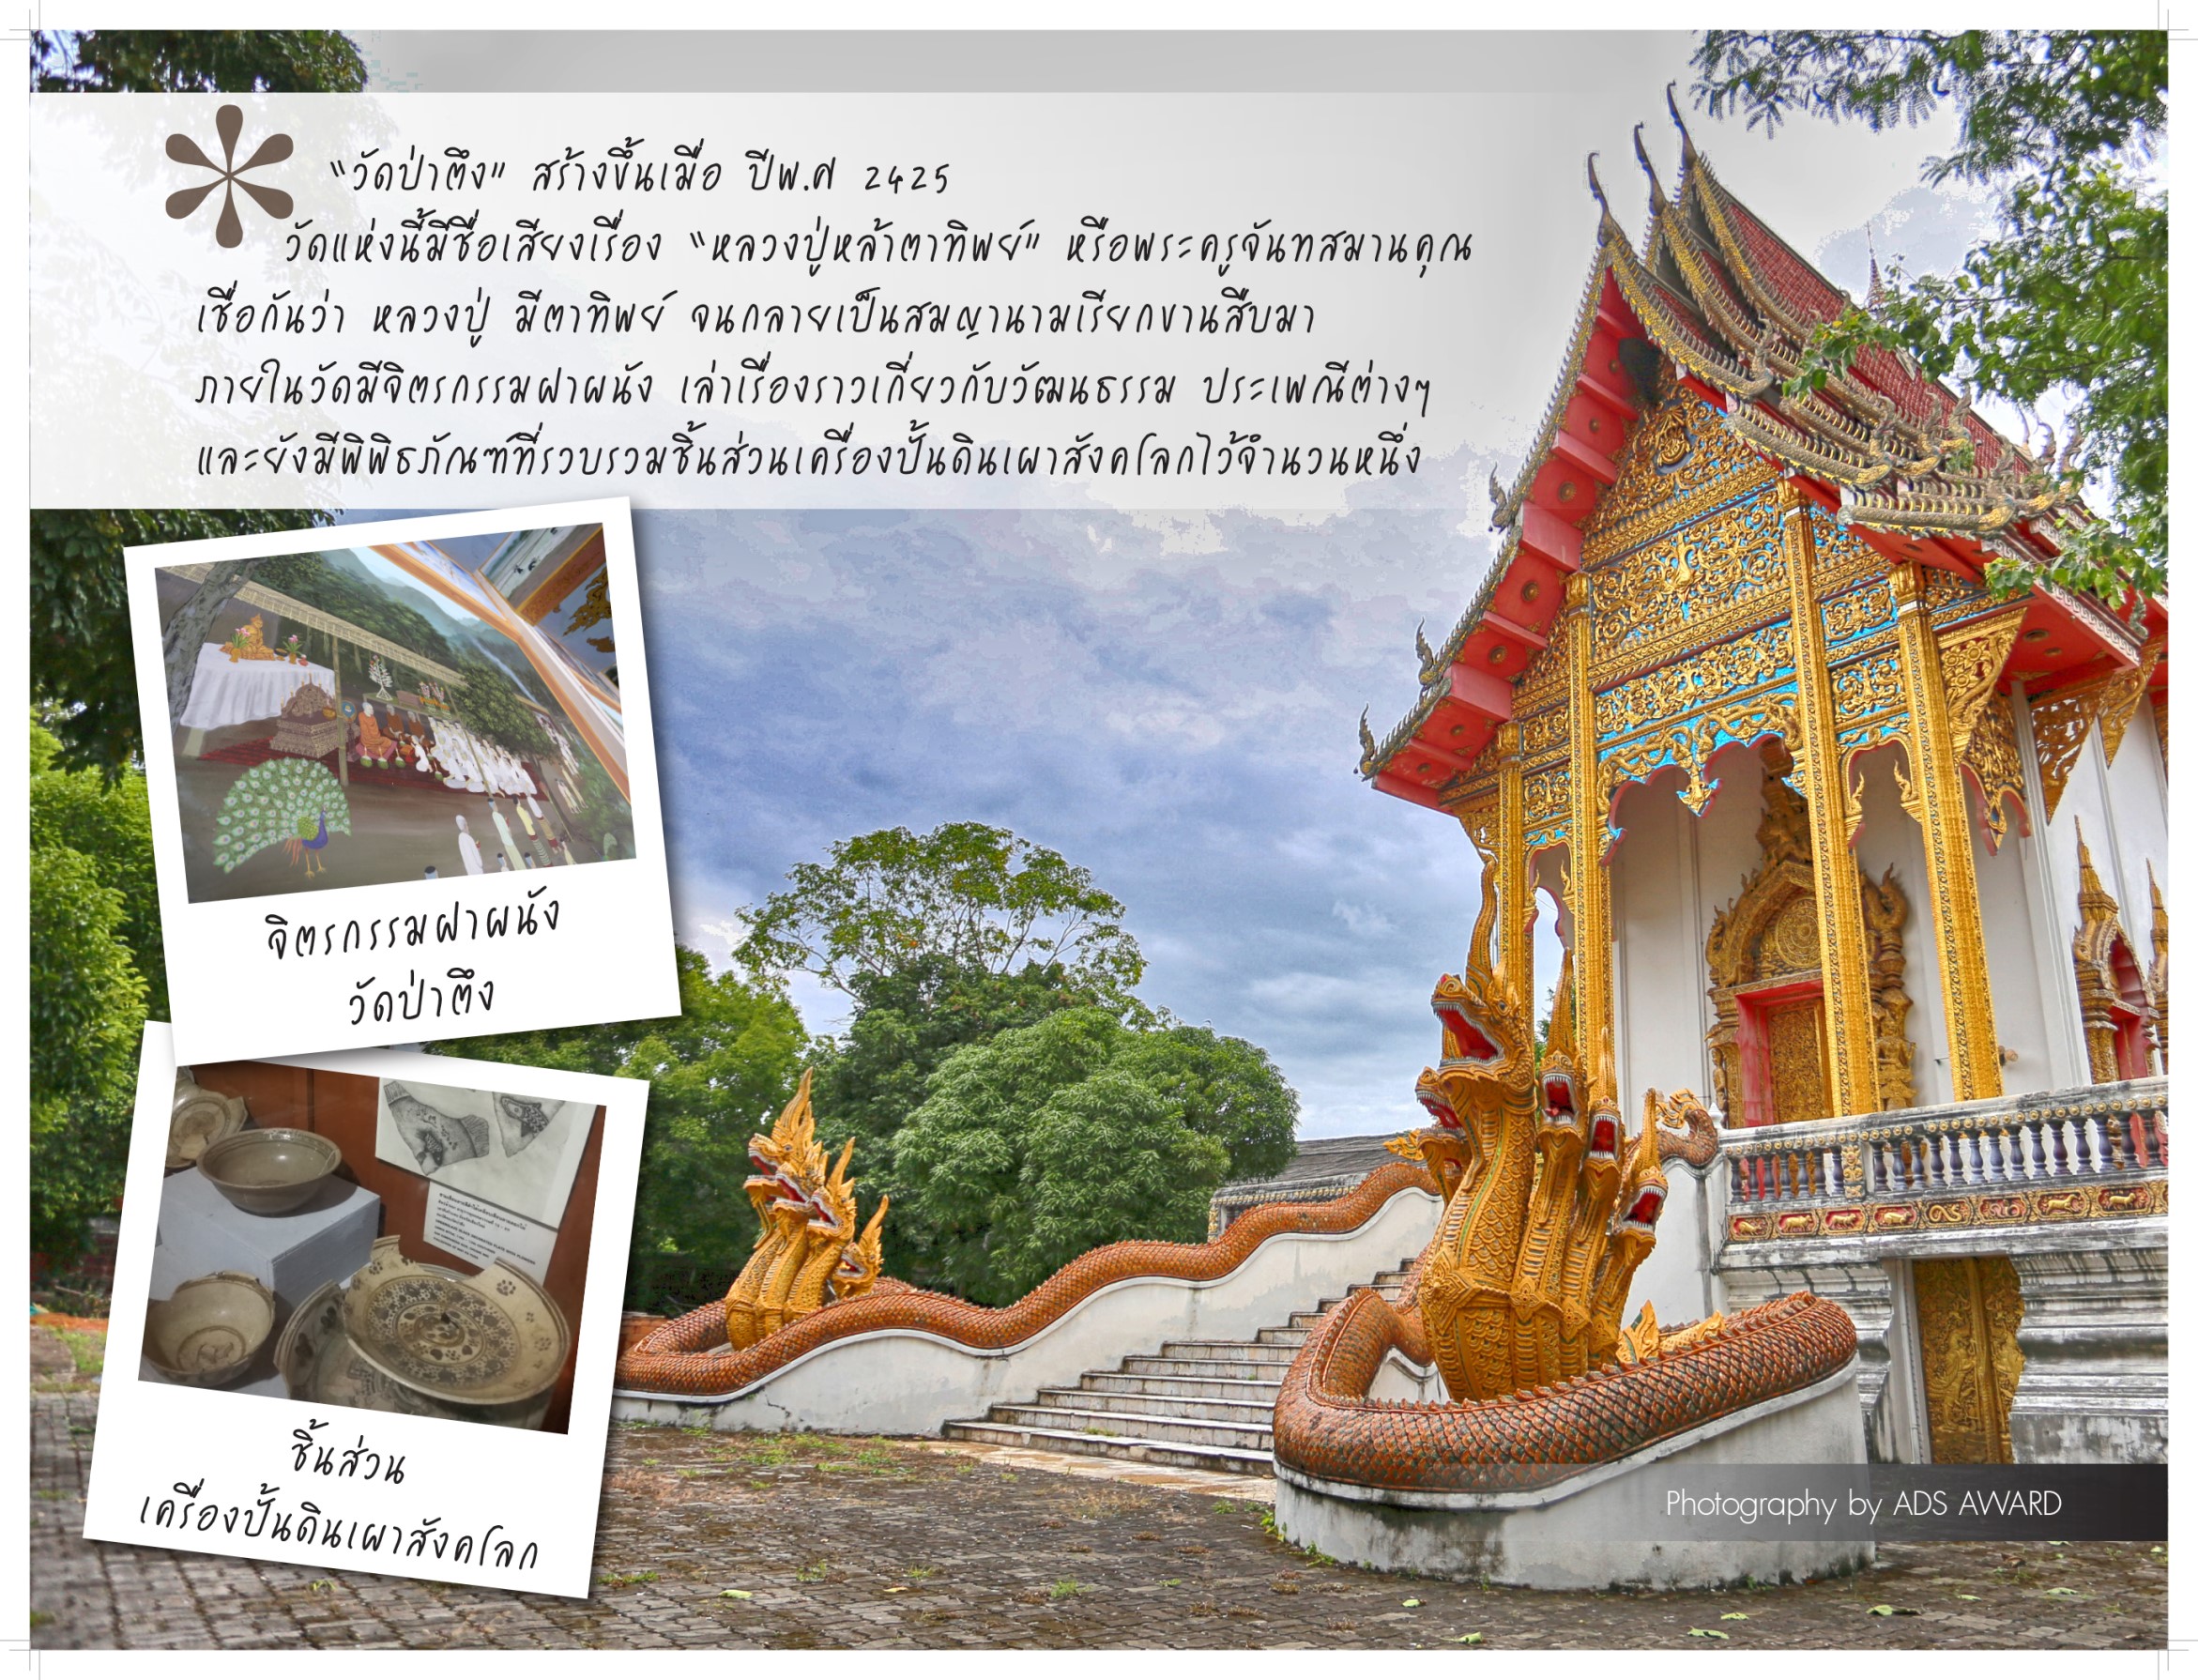 "วัดป่าตึง" สร้างขึ้นเมื่อ ปีพ.ศ 2425
วัดแห่งนี้มีชื่อเสียงเรื่อง "หลวงปู่หล้าตาทิพย์" หรือพระครูจันทสมานคุณ
เชื่อกันว่า หลวงปู่ มีตาทิพย์ จนกลายเป็นสมญานามเรียกขานสืบมา
ภายในวัดมีจิตรกรรมฝาผนัง เล่าเรื่องราวเกี่ยวกับวัฒนธรรม ประเพณีต่างๆ
และยังมีพิพิธภัณฑ์ที่รวบรวมชิ้นส่วนเครื่องปั้นดินเผาสังคโลกไว้จำนวนหนึ่ง
จิตรกรรมฝาผนัง
วัดป่าตึง
ชิ้นส่วน
เครื่องปั้นดินเผาสังคโลก
Photography by ADS AWARD